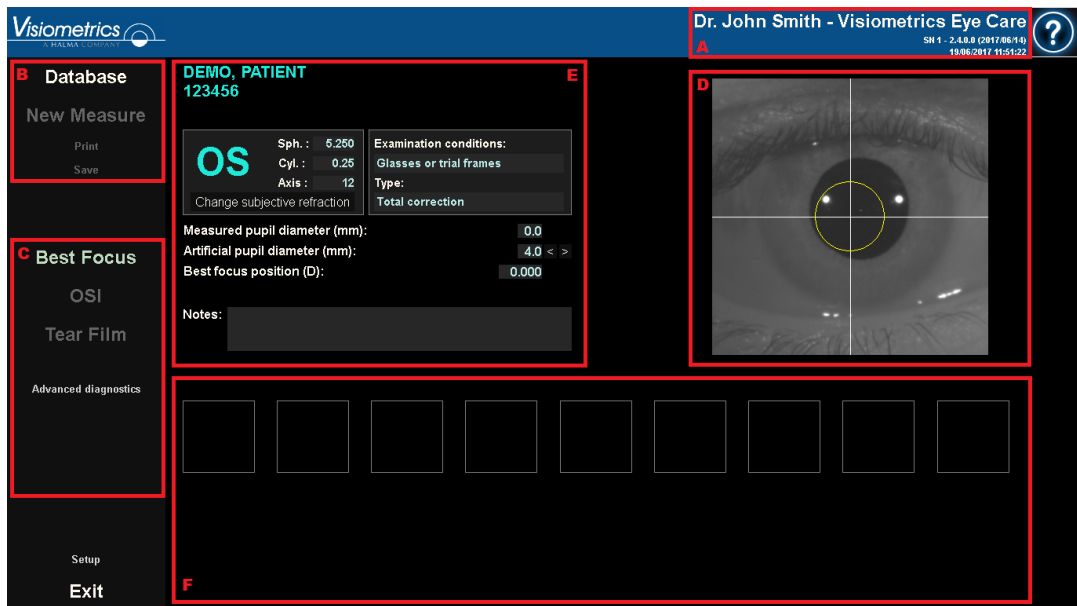 Visiometrics
A HALMA COMPANY
Dr. John Smith - Visiometrics Eye Care
A
SN 1 - 2.4.0.0 (2017/06/14)
19/06/2017 11:51:22
?
B
Database
New Measure
Print
Save
C
Best Focus
OSI
Tear Film
Advanced diagnostics
Setup
Exit
DEMO, PATIENT
E
123456
OS
Sph. : 5.250
Cyl. : 0.25
Axis : 12
Change subjective refraction
Examination conditions:
Glasses or trial frames
Type:
Total correction
Measured pupil diameter (mm): 0.0
Artificial pupil diameter (mm): 4.0 < >
Best focus position (D): 0.000
Notes:
D
F